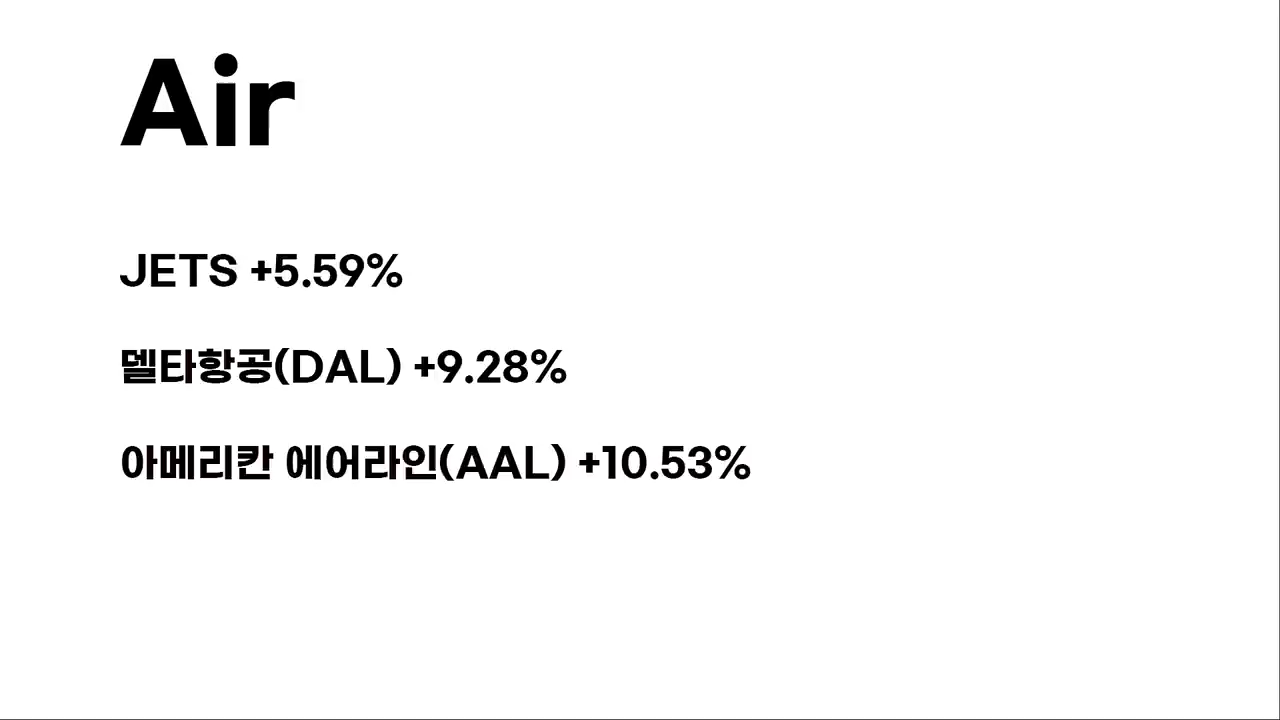 Air
JETS +5.59%
델타항공(DAL) +9.28%
아메리칸 에어라인(AAL) +10.53%